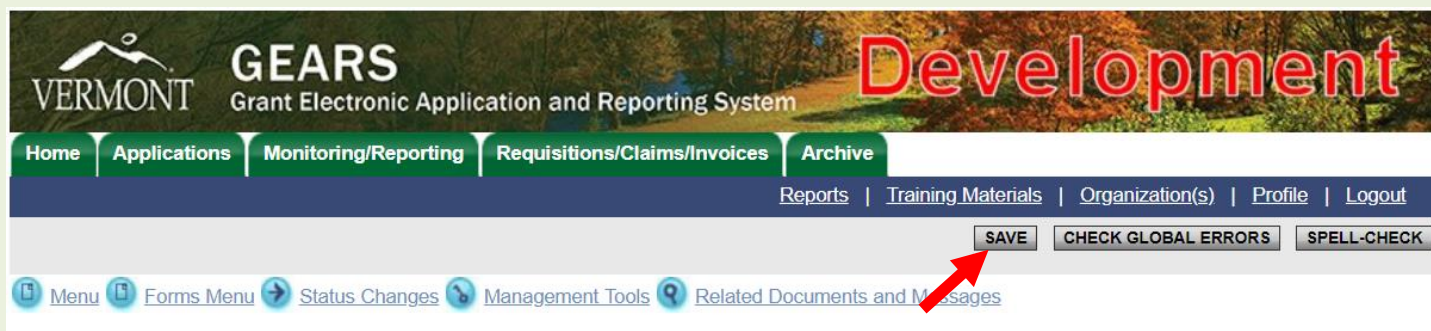 VERMONT
GEARS
Grant Electronic Application and Reporting System
Development
Home Applications Monitoring/Reporting Requisitions/Claims/Invoices Archive
Reports | Training Materials | Organization(s) | Profile | Logout
SAVE CHECK GLOBAL ERRORS SPELL-CHECK
Menu Forms Menu Status Changes Management Tools Related Documents and Messages